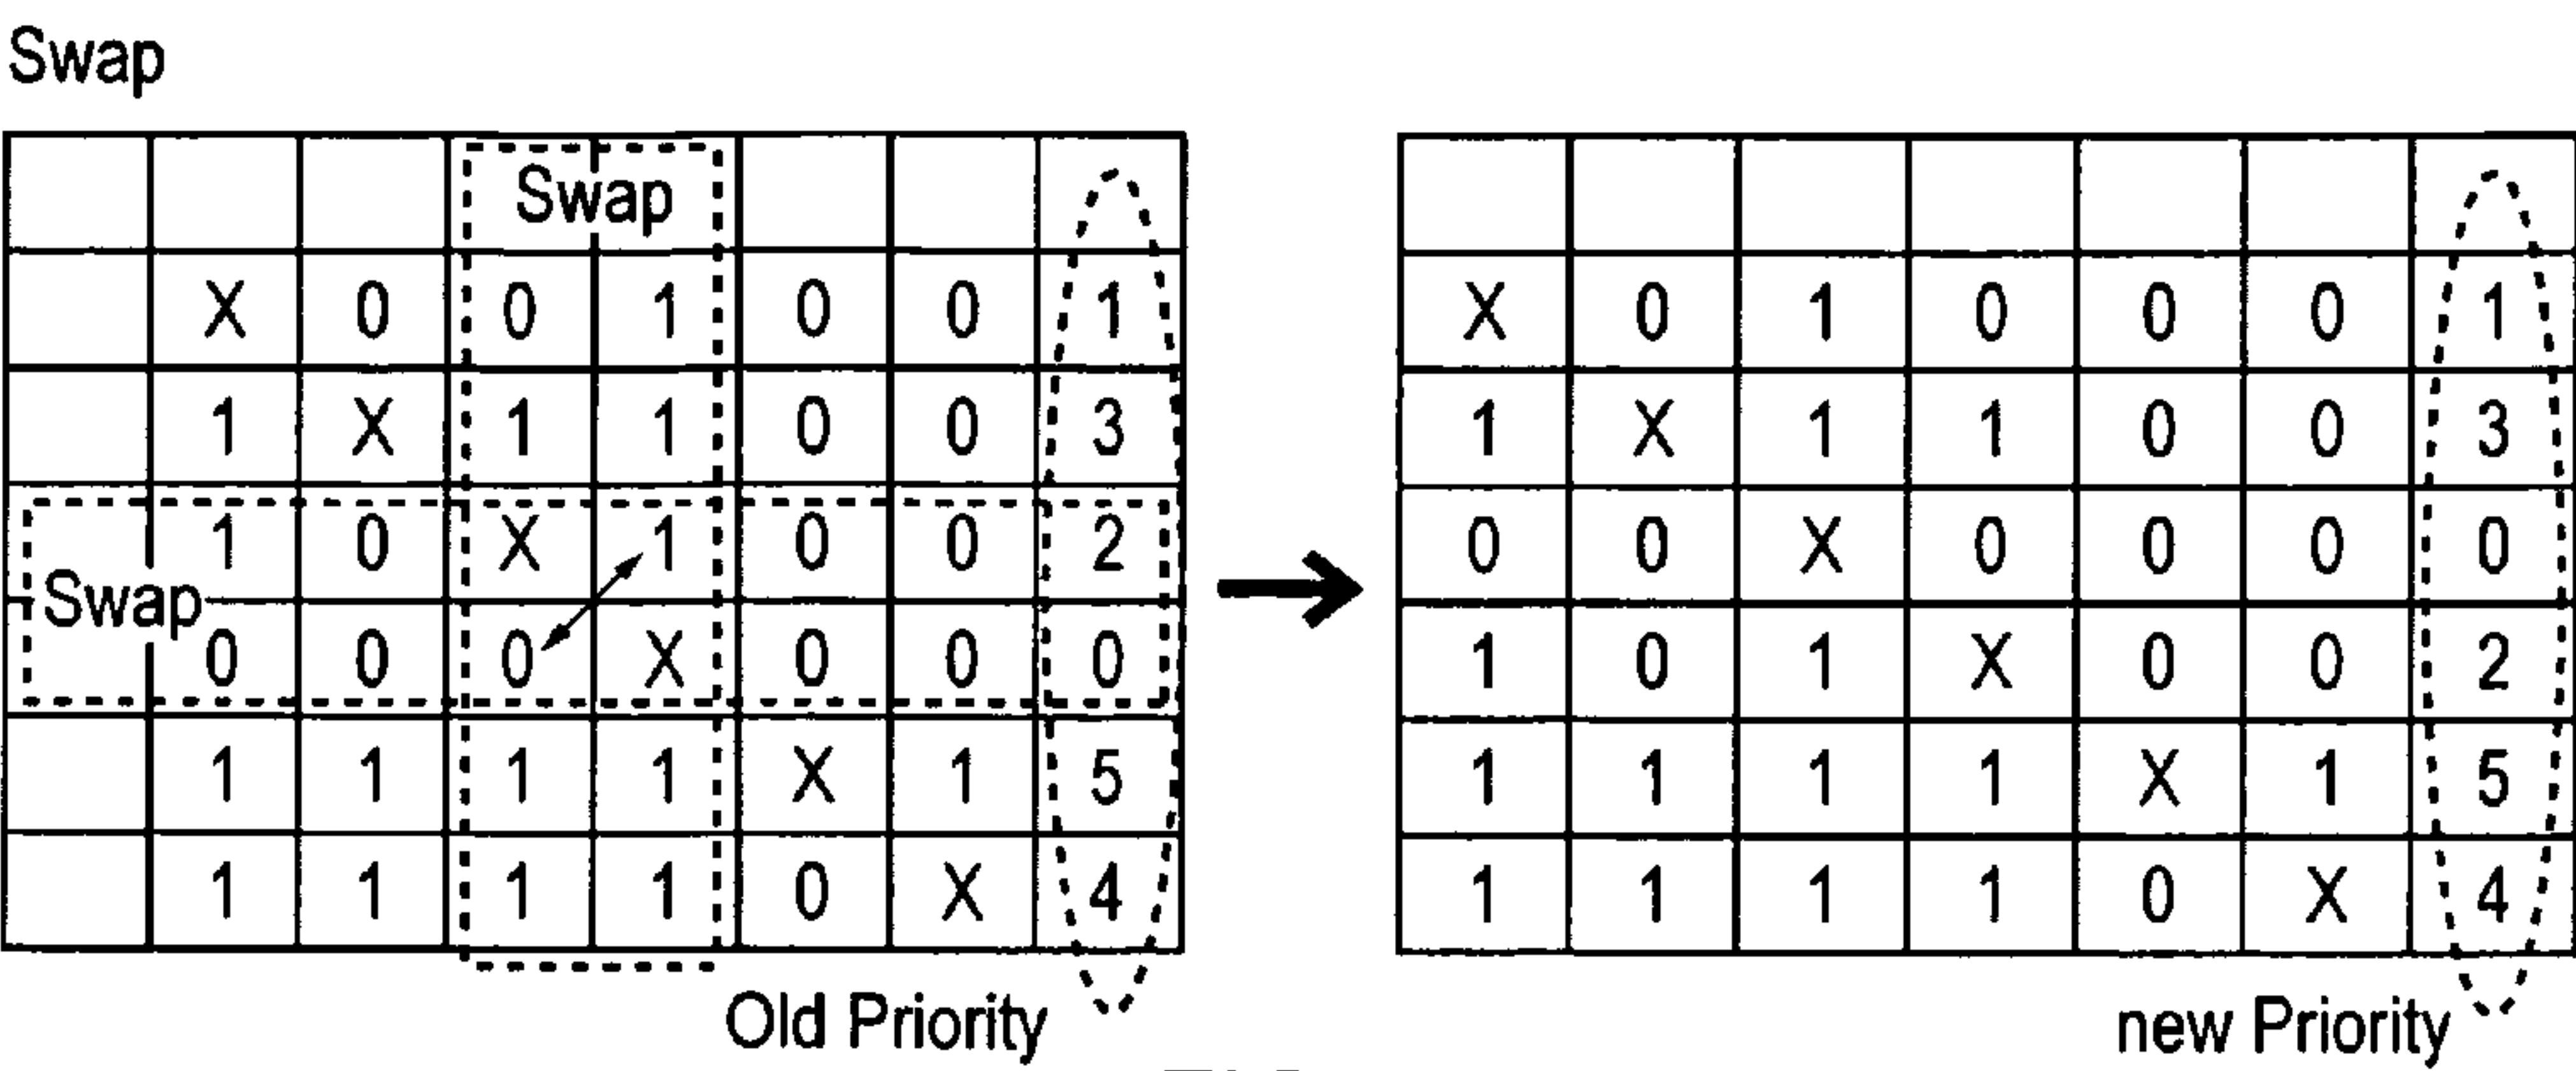 Swap
Swap
X 0 0 1 0 0 1
1 X 1 1 0 0 3
1 0 X 1 0 0 2
Swap
0 0 0 X 0 0 0
1 1 1 1 X 1 5
1 1 1 1 0 X 4
Old Priority
X 0 1 0 0 0 1
1 X 1 1 0 0 3
0 0 X 0 0 0 0
1 0 1 X 0 0 2
1 1 1 1 X 1 5
1 1 1 1 0 X 4
new Priority